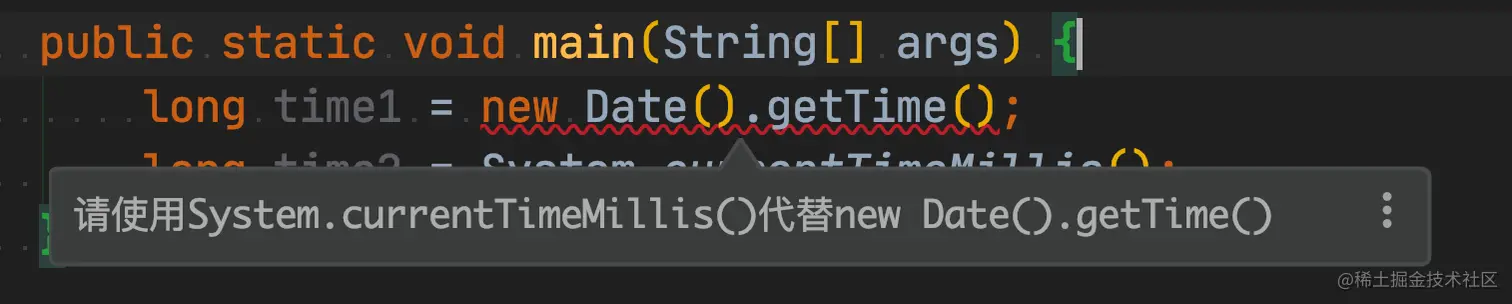 public static void main(String[] args) {
long time1 = new Date().getTime();
long time2 = System.currentTimeMillis();
请使用System.currentTimeMillis()代替new Date().getTime()
}
@稀土掘金技术社区